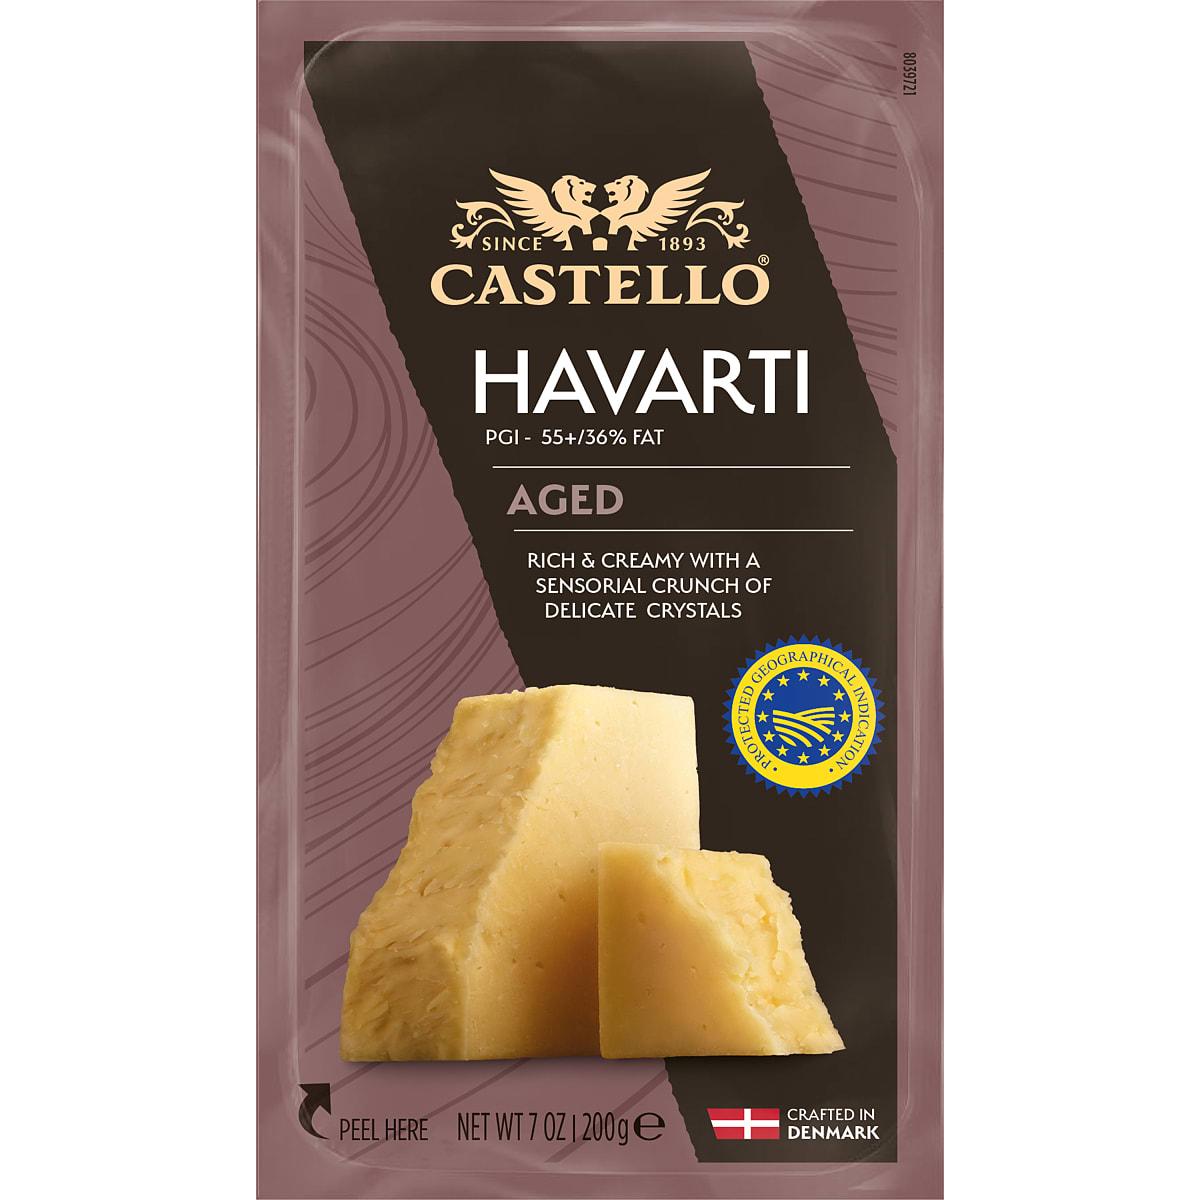 8039721
SINCE 1893
CASTELLO®
HAVARTI
PGI - 55+/36% FAT
AGED
RICH & CREAMY WITH A
SENSORIAL CRUNCH OF
DELICATE CRYSTALS
• PROTECTED GEOGRAPHICAL INDICATION •
PEEL HERE
NET WT 7 OZ | 200g ℮
CRAFTED IN
DENMARK